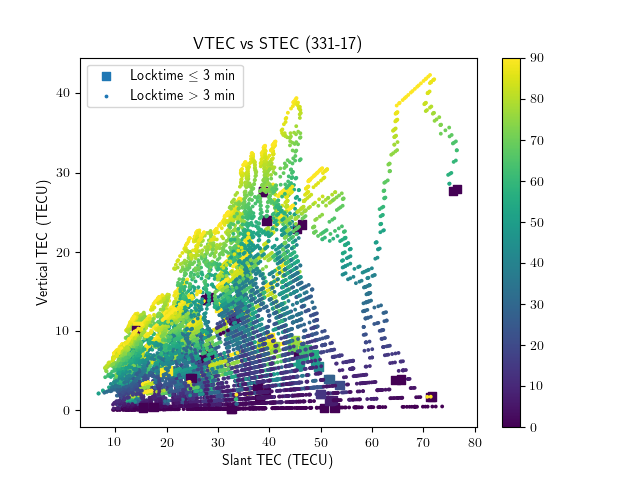 VTEC vs STEC (331-17)
Locktime ≤ 3 min
Locktime > 3 min
Vertical TEC (TECU)
40
30
20
10
0
10 20 30 40 50 60 70 80
Slant TEC (TECU)
90
80
70
60
50
40
30
20
10
0